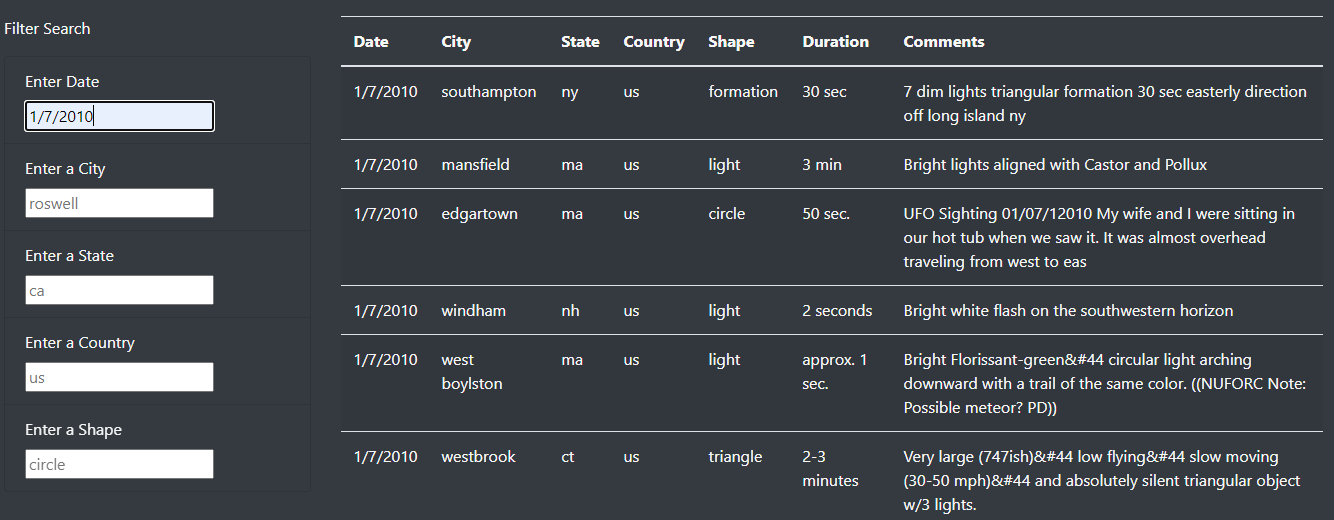 Filter Search
Enter Date
1/7/2010
Enter a City
roswell
Enter a State
ca
Enter a Country
us
Enter a Shape
circle
Date City State Country Shape Duration Comments
1/7/2010 southampton ny us formation 30 sec 7 dim lights triangular formation 30 sec easterly direction
off long island ny
1/7/2010 mansfield ma us light 3 min Bright lights aligned with Castor and Pollux
1/7/2010 edgartown ma us circle 50 sec. UFO Sighting 01/07/12010 My wife and I were sitting in
our hot tub when we saw it. It was almost overhead
traveling from west to eas
1/7/2010 windham nh us light 2 seconds Bright white flash on the southwestern horizon
1/7/2010 west ma us light approx. 1 Bright Florissant-green&#44 circular light arching
boylston sec. downward with a trail of the same color. ((NUFORC Note:
Possible meteor? PD))
1/7/2010 westbrook ct us triangle 2-3 Very large (747ish)&#44 low flying&#44 slow moving
minutes (30-50 mph)&#44 and absolutely silent triangular object
w/3 lights.